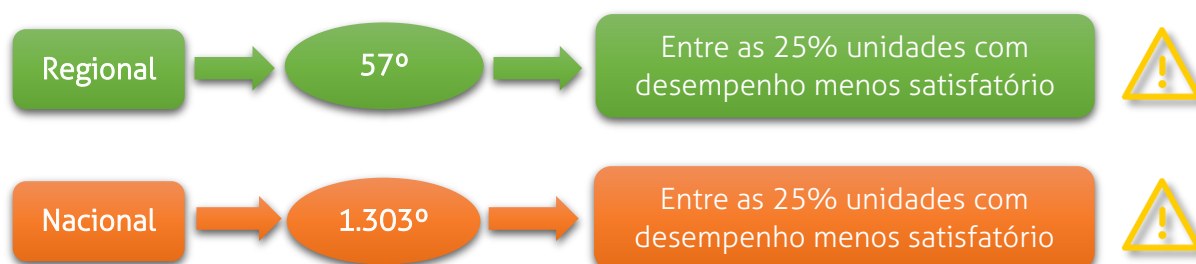 Regional
57º
Entre as 25% unidades com
desempenho menos satisfatório
Nacional
1.303º
Entre as 25% unidades com
desempenho menos satisfatório